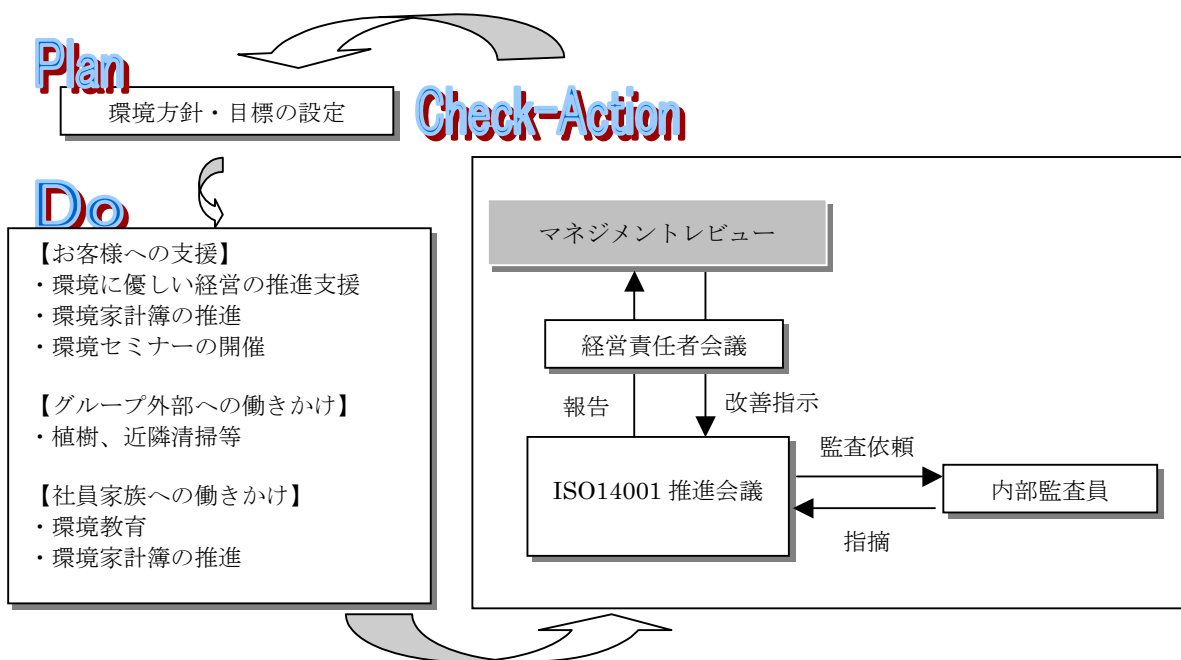 Plan
環境方針・目標の設定
Check-Action
Do
【お客様への支援】
・環境に優しい経営の推進支援
・環境家計簿の推進
・環境セミナーの開催
【グループ外部への働きかけ】
・植樹、近隣清掃等
【社員家族への働きかけ】
・環境教育
・環境家計簿の推進
マネジメントレビュー
経営責任者会議
報告
改善指示
ISO14001 推進会議
監査依頼
内部監査員
指摘